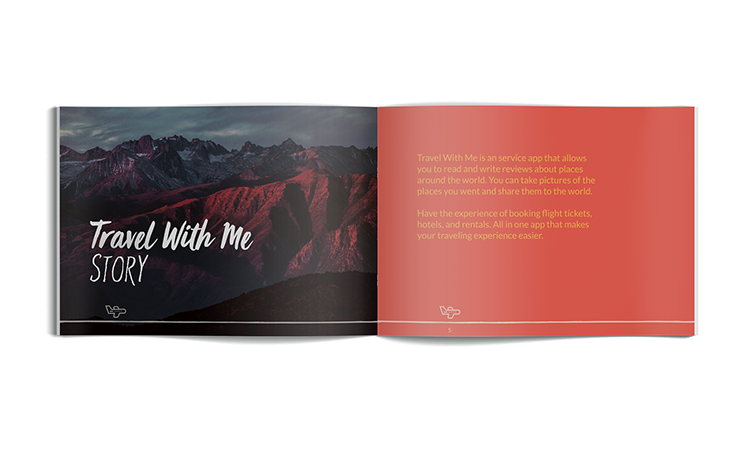 Travel With Me
STORY
Travel With Me is an service app that allows
you to read and write reviews about places
around the world. You can take pictures of the
places you went and share them to the world.
Have the experience of booking flight tickets,
hotels, and rentals. All in one app that makes
your traveling experience easier.
5